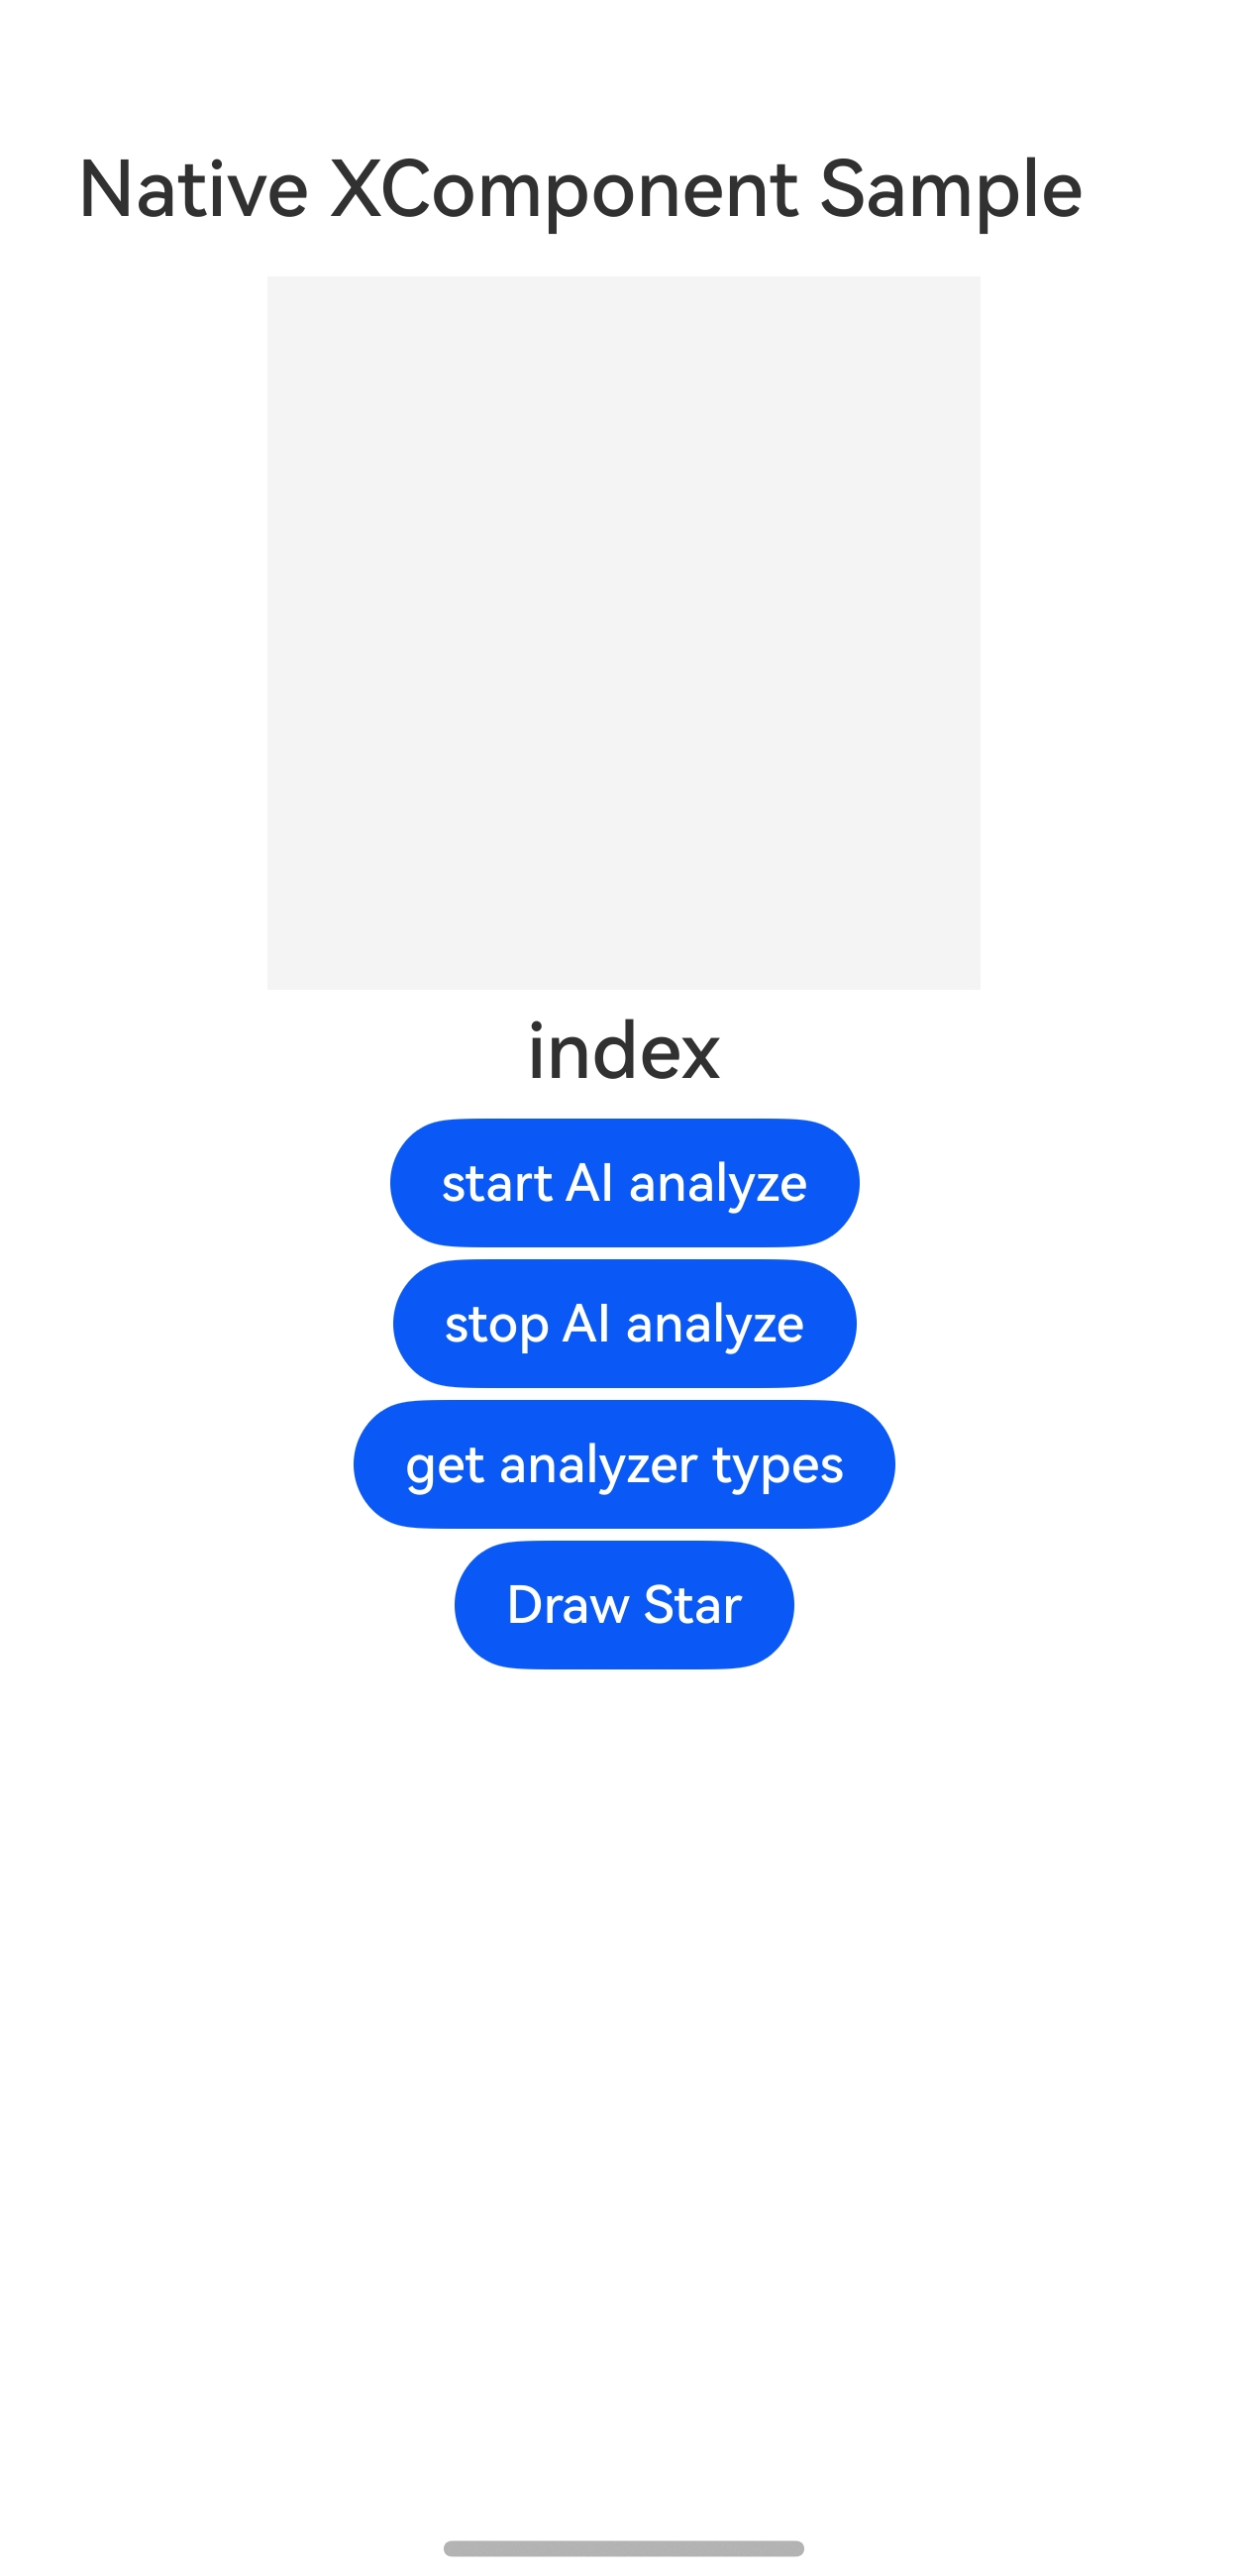 Native XComponent Sample
index
start AI analyze
stop AI analyze
get analyzer types
Draw Star